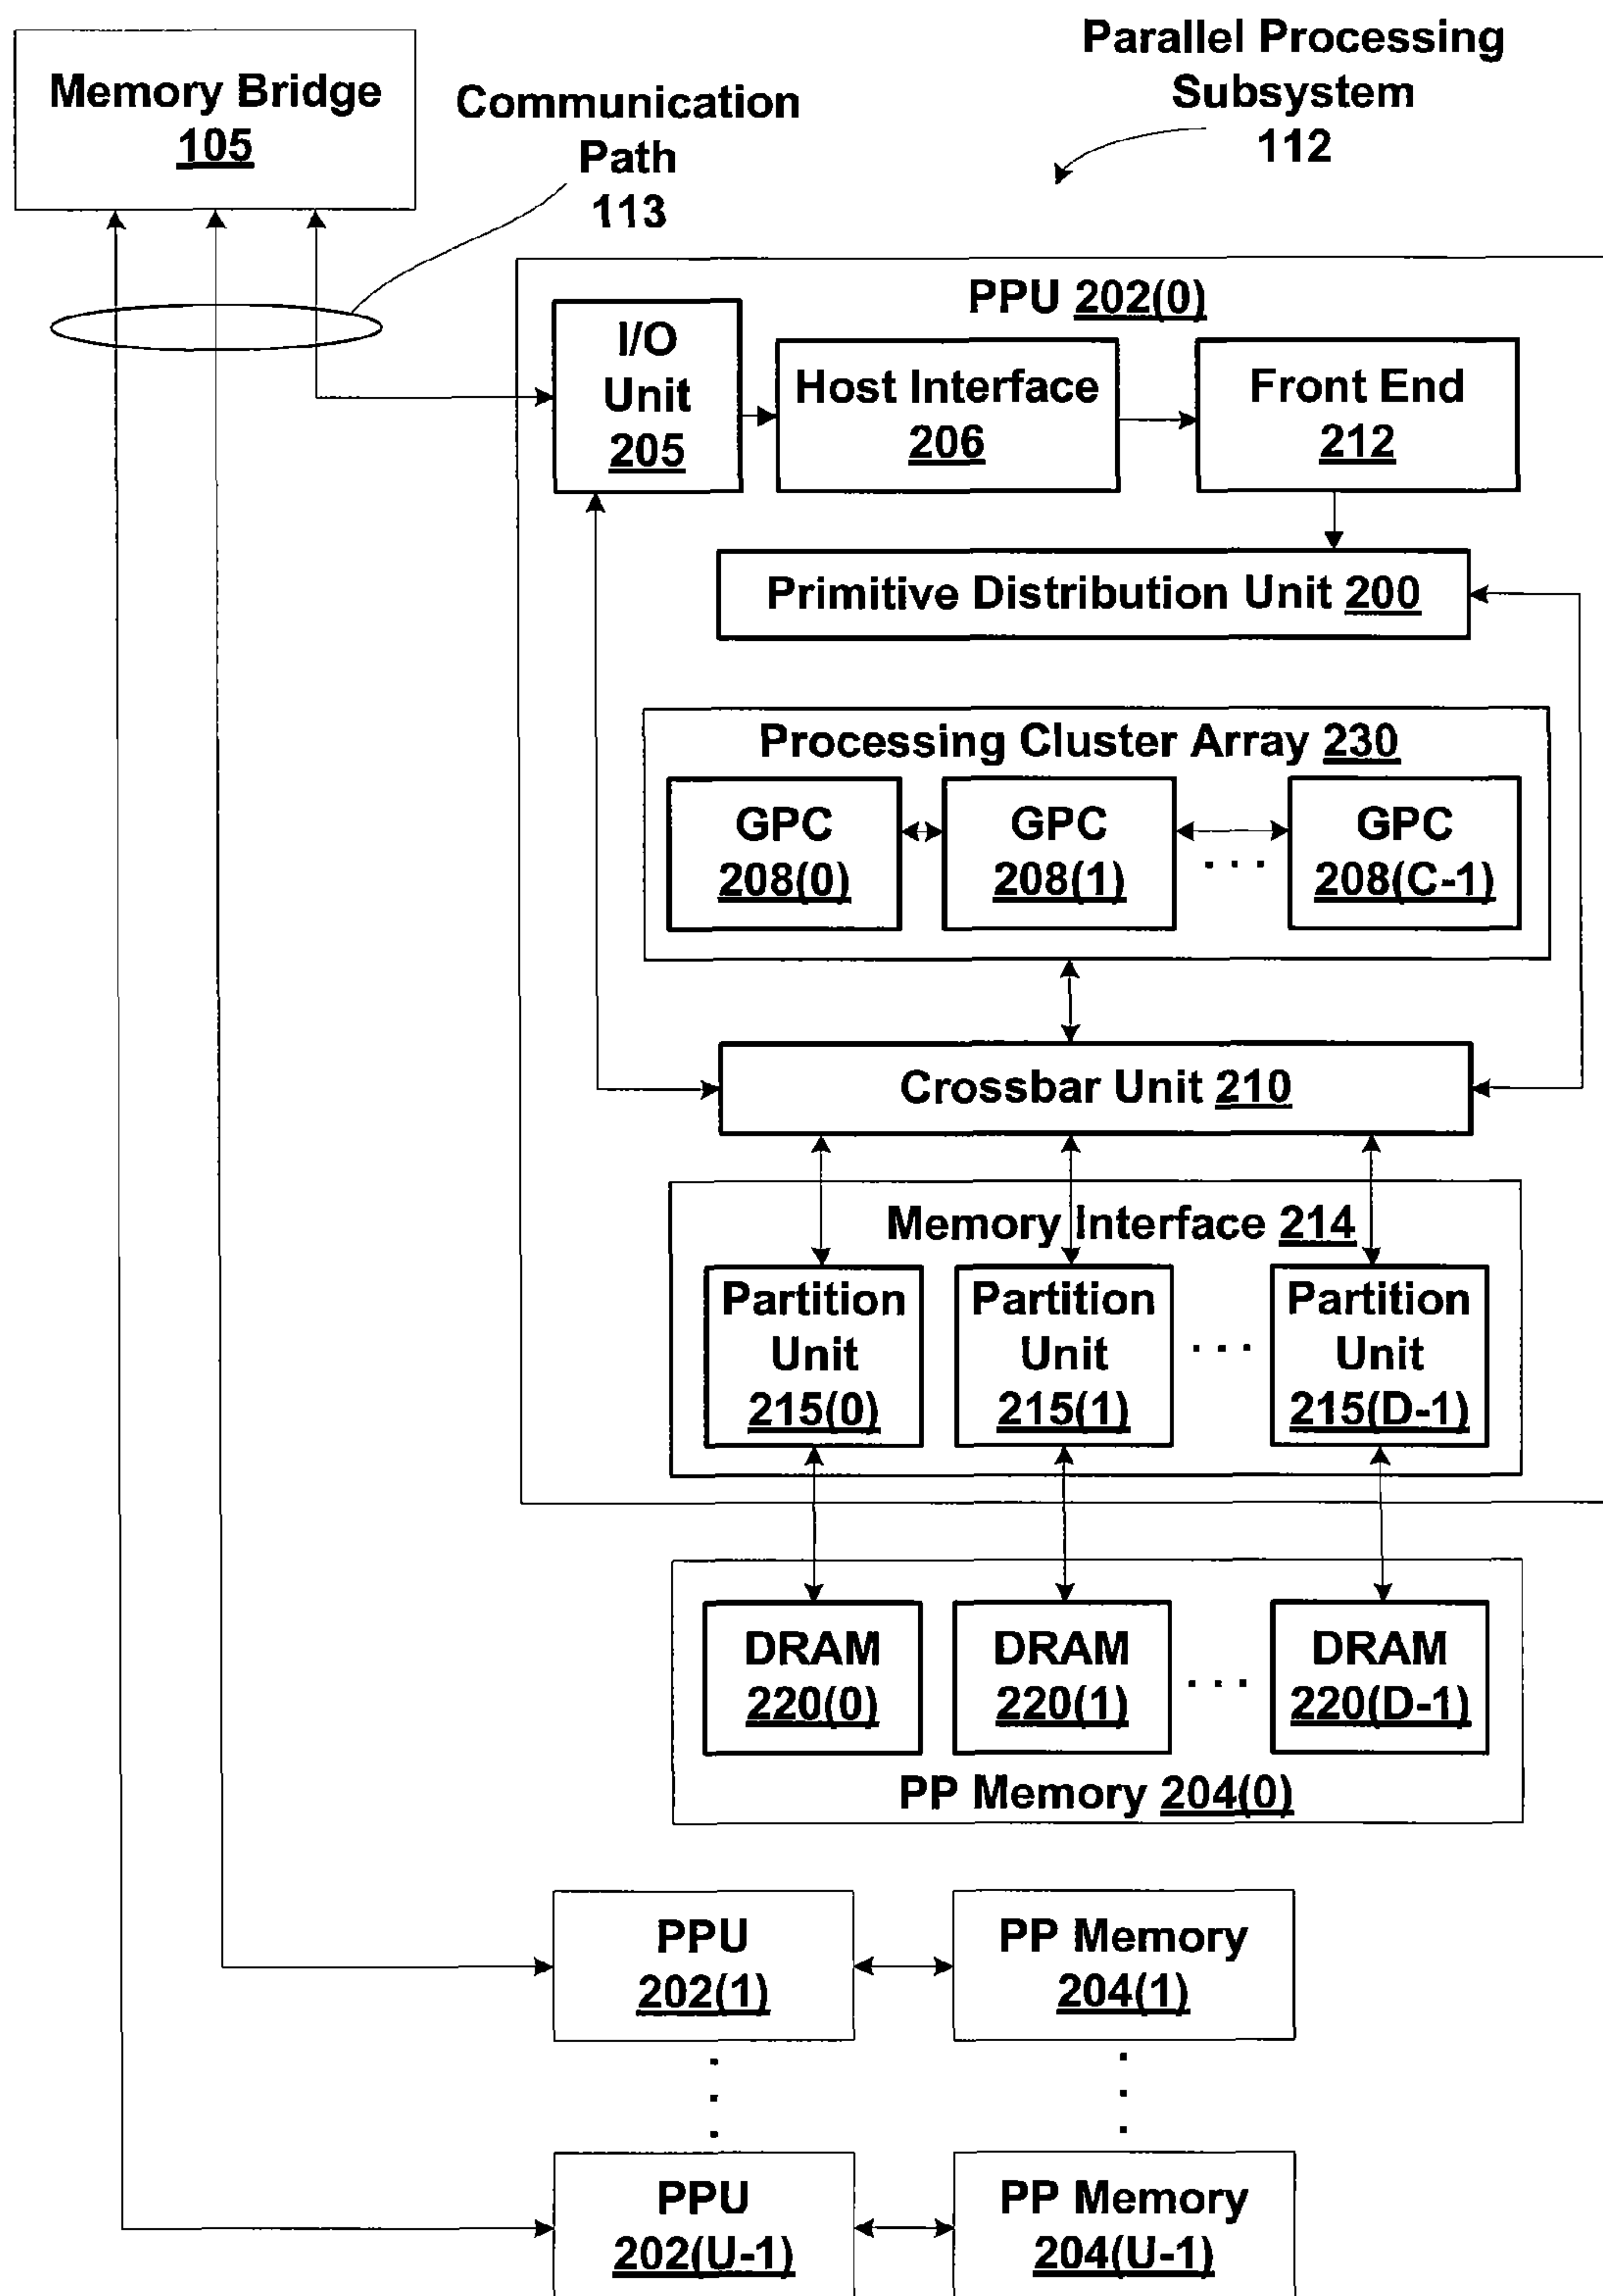 Parallel Processing
Subsystem
112
Memory Bridge
105
Communication
Path
113
PPU 202(0)
I/O
Unit
205
Host Interface
206
Front End
212
Primitive Distribution Unit 200
Processing Cluster Array 230
GPC
208(0)
GPC
208(1)
. . .
GPC
208(C-1)
Crossbar Unit 210
Memory Interface 214
Partition
Unit
215(0)
Partition
Unit
215(1)
. . .
Partition
Unit
215(D-1)
DRAM
220(0)
DRAM
220(1)
. . .
DRAM
220(D-1)
PP Memory 204(0)
PPU
202(1)
PP Memory
204(1)
PPU
202(U-1)
PP Memory
204(U-1)